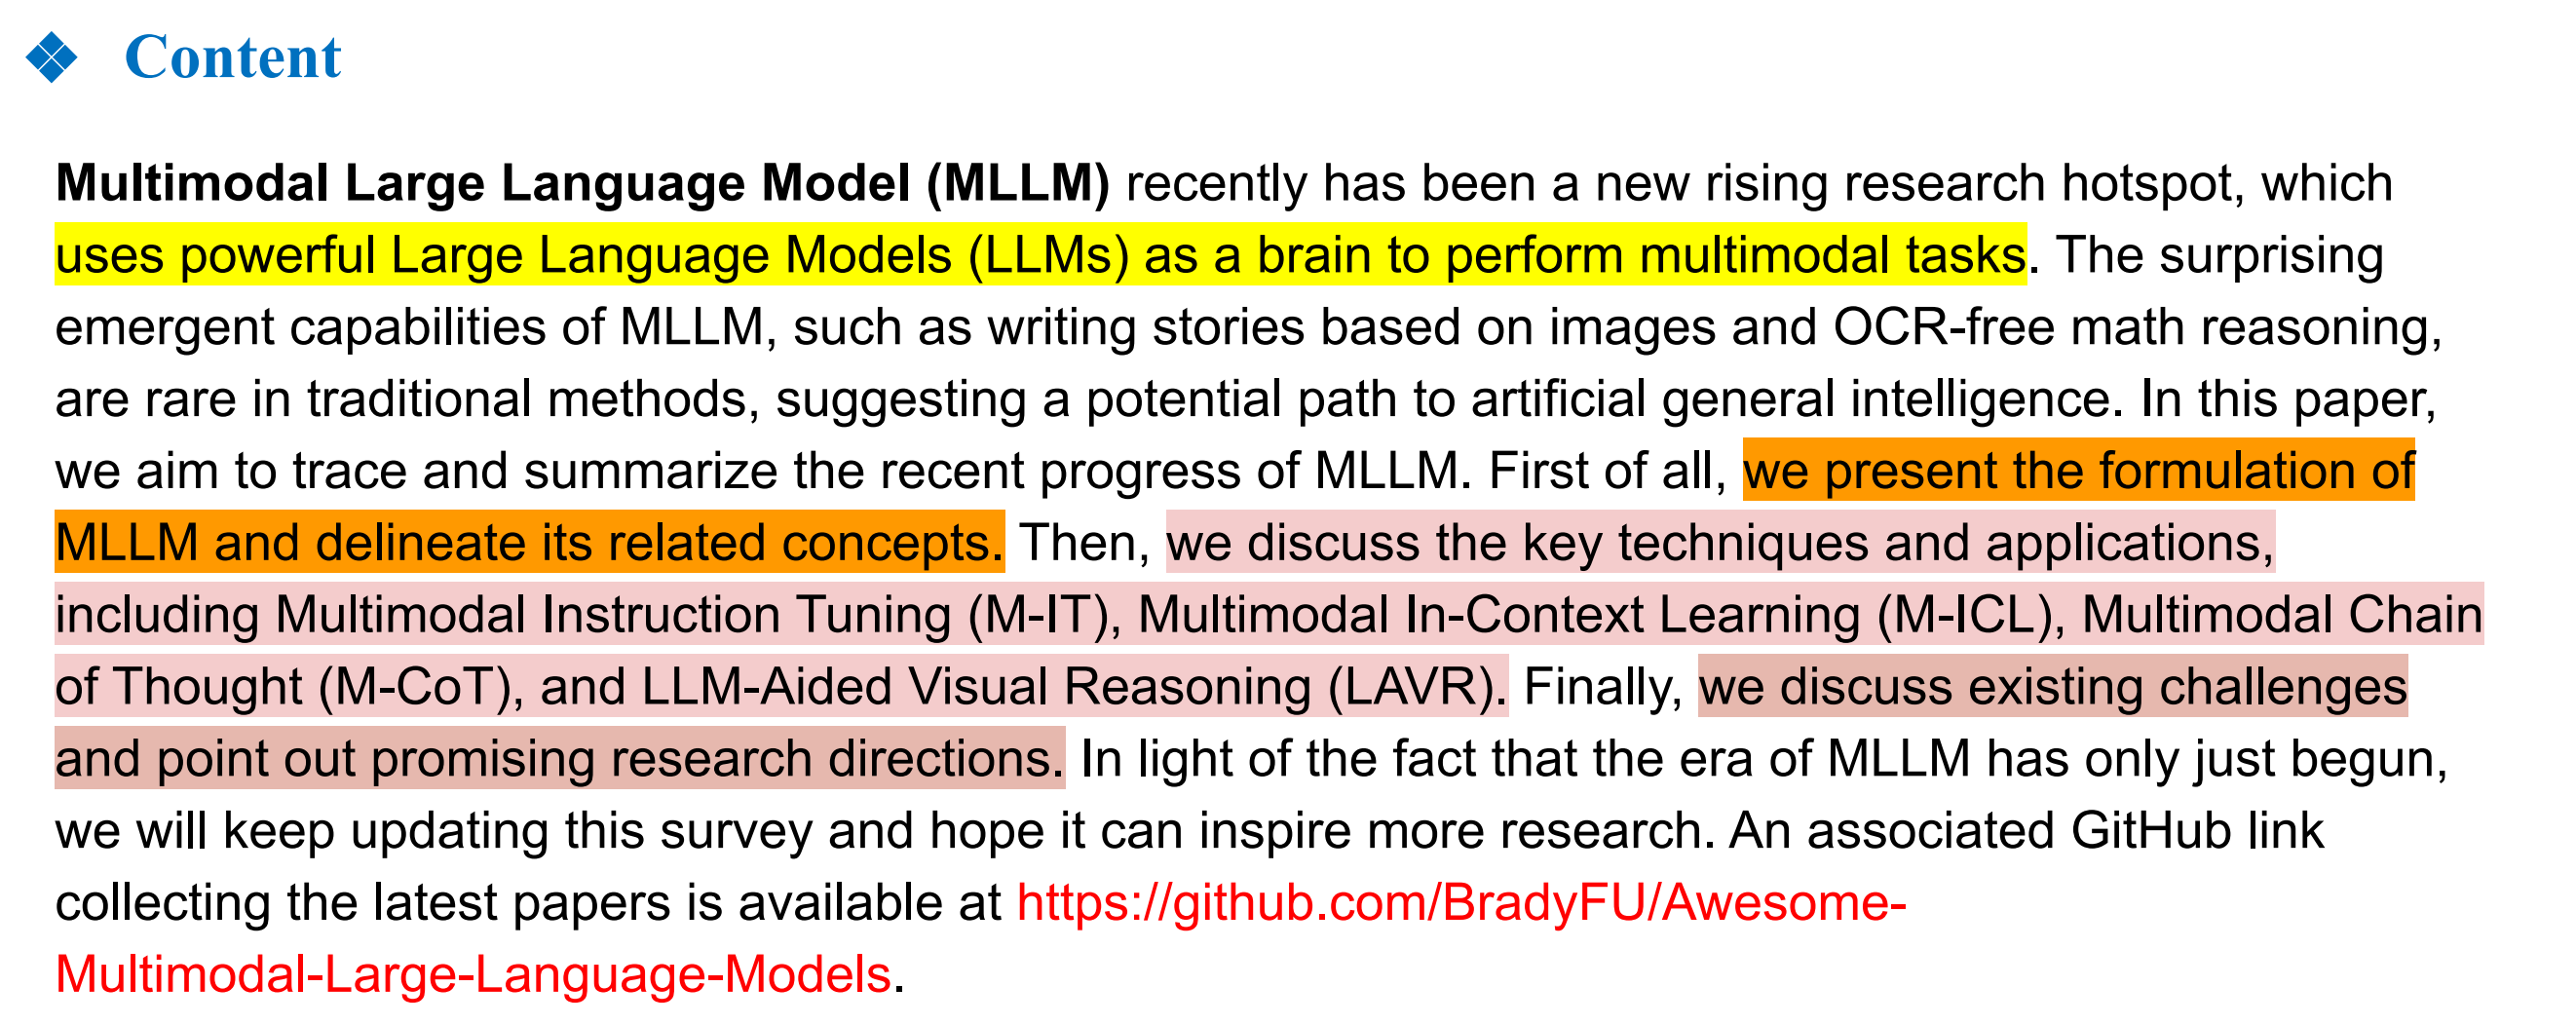 Content
Multimodal Large Language Model (MLLM) recently has been a new rising research hotspot, which
uses powerful Large Language Models (LLMs) as a brain to perform multimodal tasks. The surprising
emergent capabilities of MLLM, such as writing stories based on images and OCR-free math reasoning,
are rare in traditional methods, suggesting a potential path to artificial general intelligence. In this paper,
we aim to trace and summarize the recent progress of MLLM. First of all, we present the formulation of
MLLM and delineate its related concepts. Then, we discuss the key techniques and applications,
including Multimodal Instruction Tuning (M-IT), Multimodal In-Context Learning (M-ICL), Multimodal Chain
of Thought (M-CoT), and LLM-Aided Visual Reasoning (LAVR). Finally, we discuss existing challenges
and point out promising research directions. In light of the fact that the era of MLLM has only just begun,
we will keep updating this survey and hope it can inspire more research. An associated GitHub link
collecting the latest papers is available at https://github.com/BradyFU/Awesome-
Multimodal-Large-Language-Models.